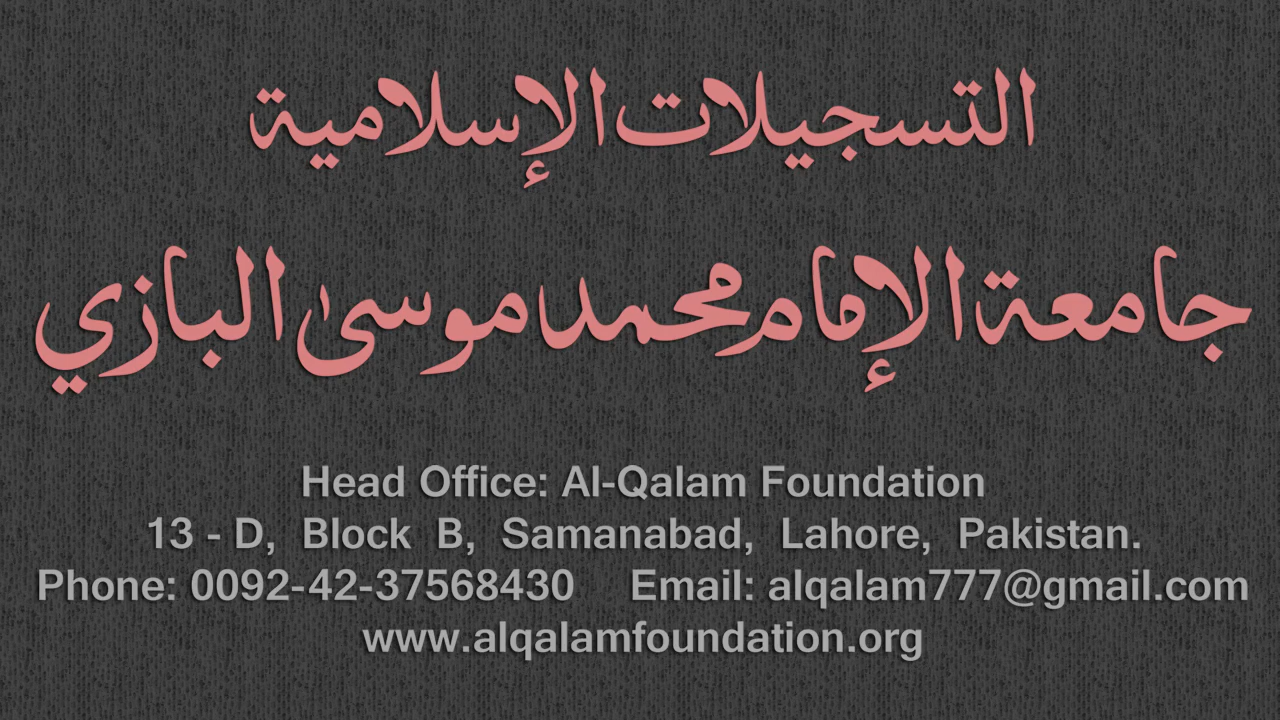 التسجيلات الإسلامية
جامعة الإمام محمد موسىٰ البازي
Head Office: Al-Qalam Foundation
13 - D, Block B, Samanabad, Lahore, Pakistan.
Phone: 0092-42-37568430 Email: alqalam777@gmail.com
www.alqalamfoundation.org